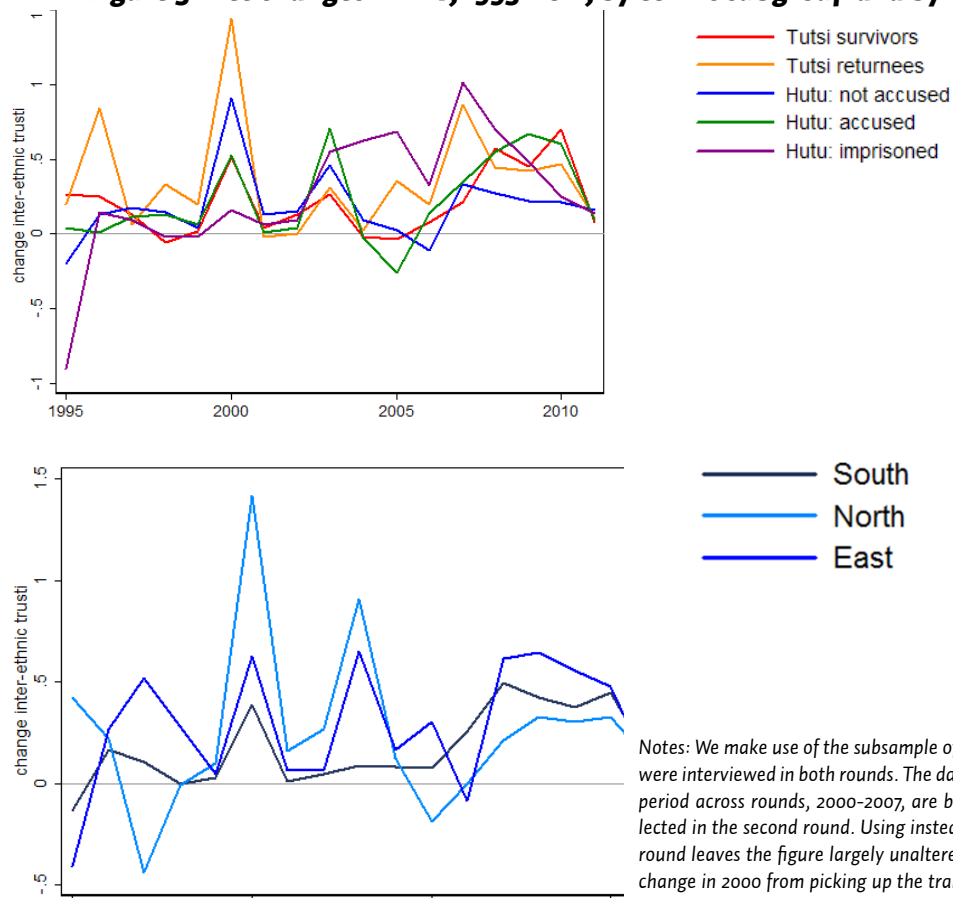 Tutsi survivors
Tutsi returnees
Hutu: not accused
Hutu: accused
Hutu: imprisoned
change inter-ethnic trusti
1
.5
0
-.5
-1
1995
2000
2005
2010
South
North
East
change inter-ethnic trusti
1.5
1
.5
0
-.5
Notes: We make use of the subsample o
were interviewed in both rounds. The da
period across rounds, 2000-2007, are b
lected in the second round. Using instea
round leaves the figure largely unaltere
change in 2000 from picking up the tra